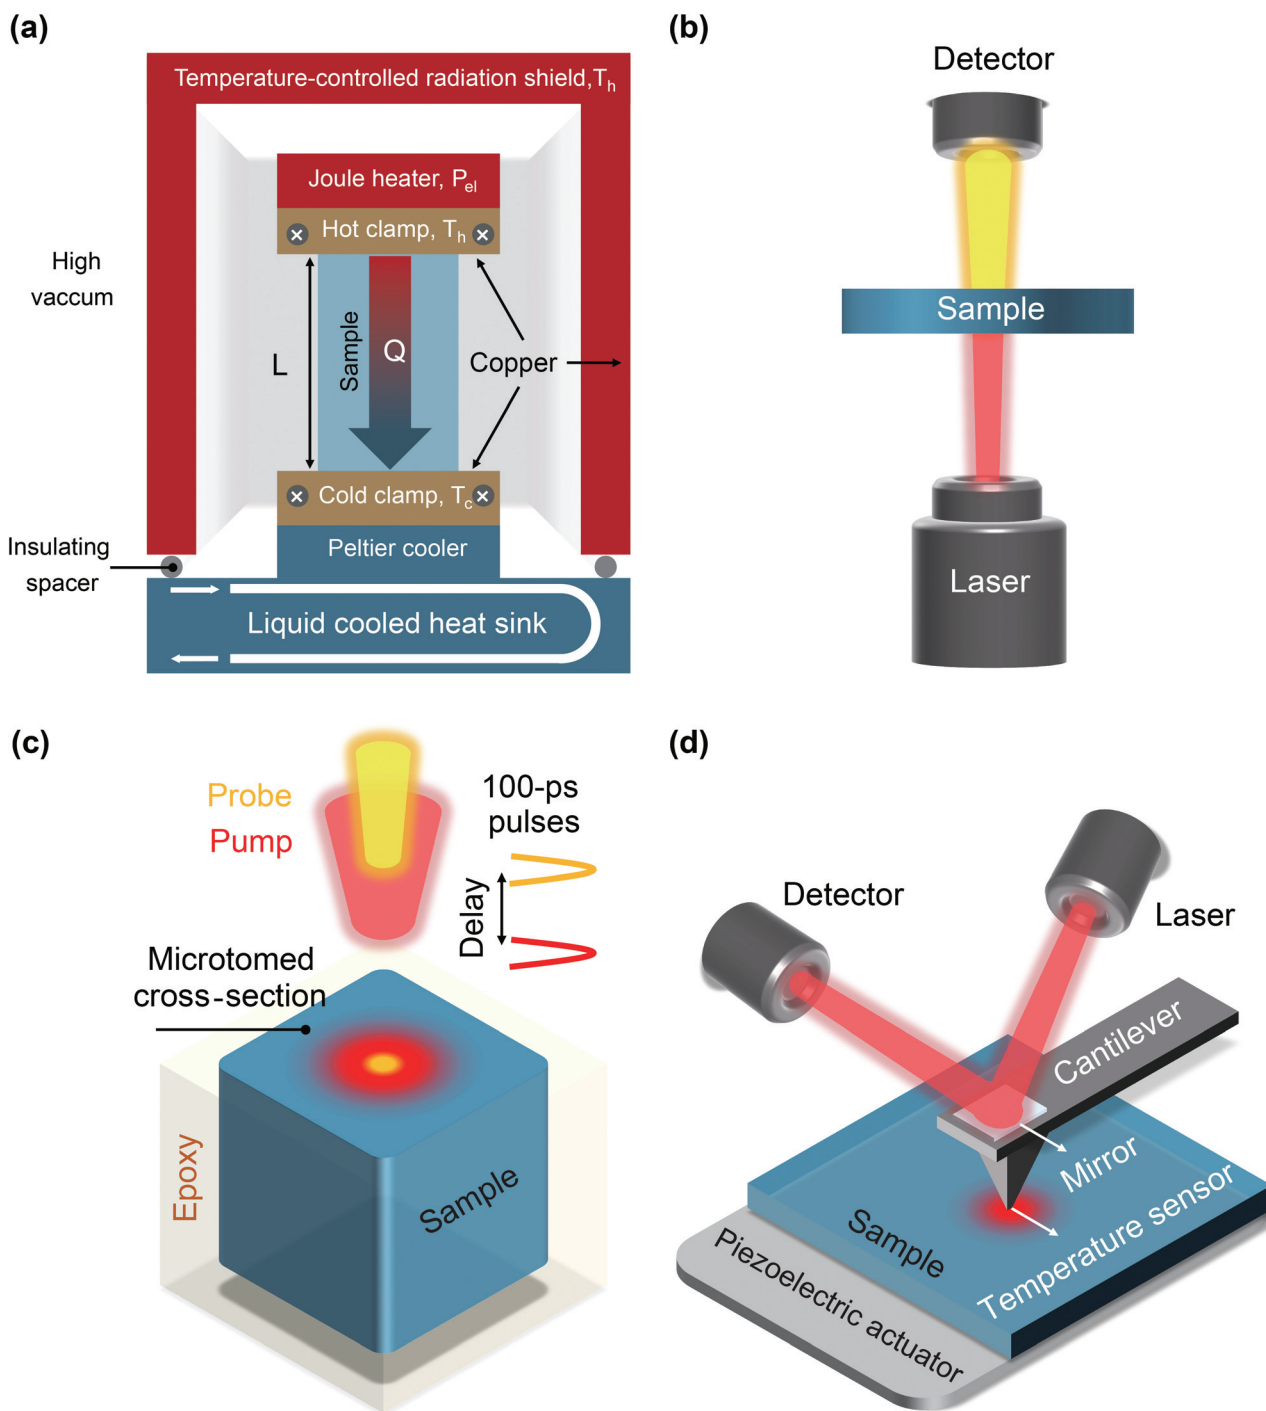 (a)
Temperature-controlled radiation shield,Th
Joule heater, Pel
Hot clamp, Th
High
vaccum
L
Sample
Q
Copper
Cold clamp, Tc
Peltier cooler
Insulating
spacer
Liquid cooled heat sink
(b)
Detector
Sample
Laser
(c)
Probe
Pump
100-ps
pulses
Delay
Microtomed
cross-section
Epoxy
Sample
(d)
Detector
Laser
Cantilever
Mirror
Temperature sensor
Sample
Piezoelectric actuator